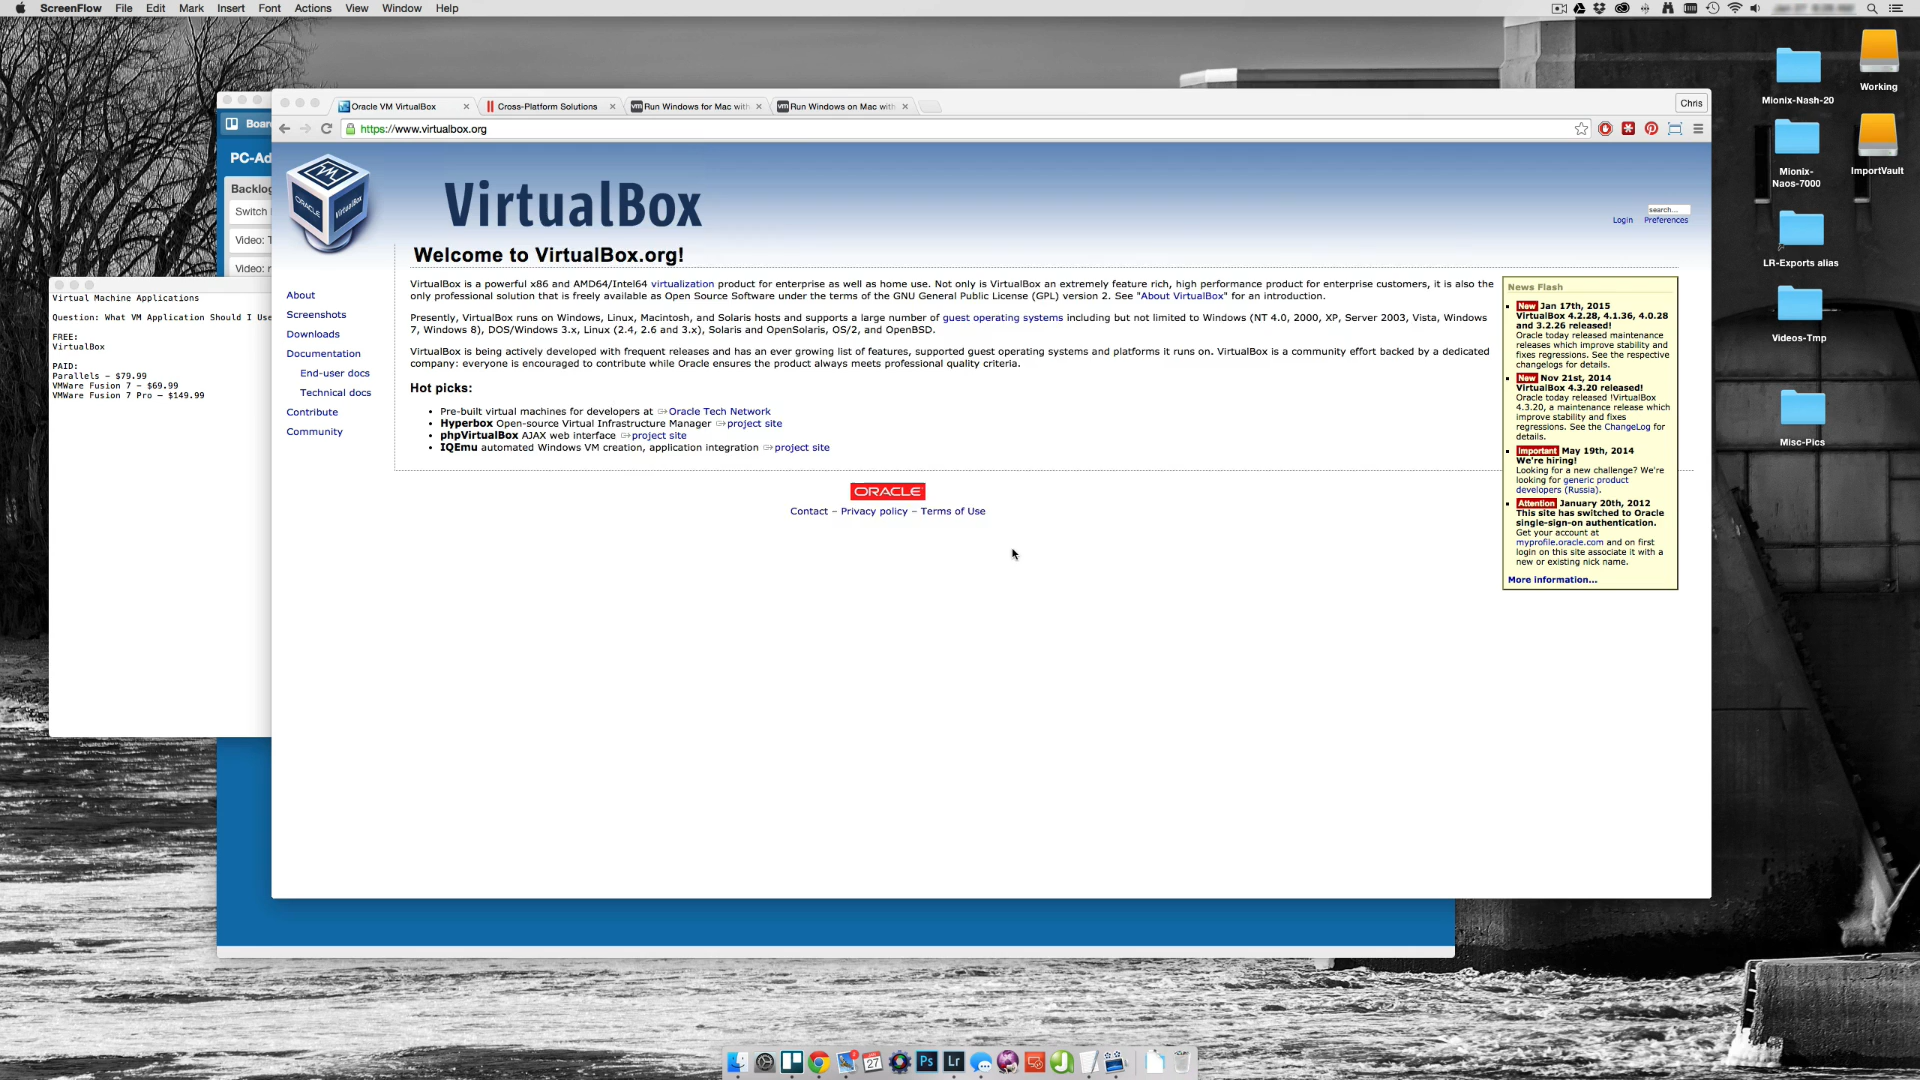 ScreenFlow File Edit Mark Insert Font Actions View Window Help
Oracle VM VirtualBox
Cross-Platform Solutions
Run Windows for Mac with
Run Windows on Mac with
Chris
https://www.virtualbox.org
Boar
PC-Ad
Backlog
Switch
Video: T
Video: r
VirtualBox
search...
Login Preferences
Welcome to VirtualBox.org!
About
Screenshots
Downloads
Documentation
End-user docs
Technical docs
Contribute
Community
VirtualBox is a powerful x86 and AMD64/Intel64 virtualization product for enterprise as well as home use. Not only is VirtualBox an extremely feature rich, high performance product for enterprise customers, it is also the
only professional solution that is freely available as Open Source Software under the terms of the GNU General Public License (GPL) version 2. See "About VirtualBox" for an introduction.
Presently, VirtualBox runs on Windows, Linux, Macintosh, and Solaris hosts and supports a large number of guest operating systems including but not limited to Windows (NT 4.0, 2000, XP, Server 2003, Vista, Windows
7, Windows 8), DOS/Windows 3.x, Linux (2.4, 2.6 and 3.x), Solaris and OpenSolaris, OS/2, and OpenBSD.
VirtualBox is being actively developed with frequent releases and has an ever growing list of features, supported guest operating systems and platforms it runs on. VirtualBox is a community effort backed by a dedicated
company: everyone is encouraged to contribute while Oracle ensures the product always meets professional quality criteria.
Hot picks:
• Pre-built virtual machines for developers at Oracle Tech Network
• Hyperbox Open-source Virtual Infrastructure Manager project site
• phpVirtualBox AJAX web interface project site
• IQEmu automated Windows VM creation, application integration project site
ORACLE
Contact – Privacy policy – Terms of Use
News Flash
New Jan 17th, 2015
VirtualBox 4.2.28, 4.1.36, 4.0.28
and 3.2.26 released!
Oracle today released maintenance
releases which improve stability and
fixes regressions. See the respective
changelogs for details.
New Nov 21st, 2014
VirtualBox 4.3.20 released!
Oracle today released !VirtualBox
4.3.20, a maintenance release which
improve stability and fixes
regressions. See the ChangeLog for
details.
Important May 19th, 2014
We're hiring!
Looking for a new challenge? We're
looking for generic product
developers (Russia).
Attention January 20th, 2012
This site has switched to Oracle
single-sign-on authentication.
Get your account at
myprofile.oracle.com and on first
login on this site associate it with a
new or existing nick name.
More information...
Virtual Machine Applications
Question: What VM Application Should I Use
FREE:
VirtualBox
PAID:
Parallels – $79.99
VMWare Fusion 7 – $69.99
VMWare Fusion 7 Pro – $149.99
Mionix-Nash-20
Working
Mionix-
Naos-7000
ImportVault
LR-Exports alias
Videos-Tmp
Misc-Pics
27
Ps
Lr